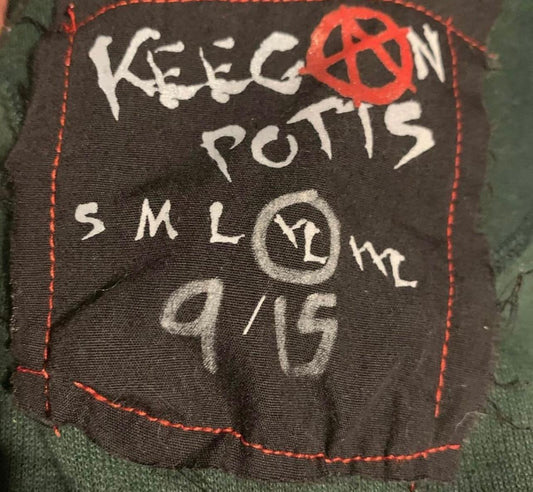 KEEGAN
POTTS
S M L XL XXL
9/15